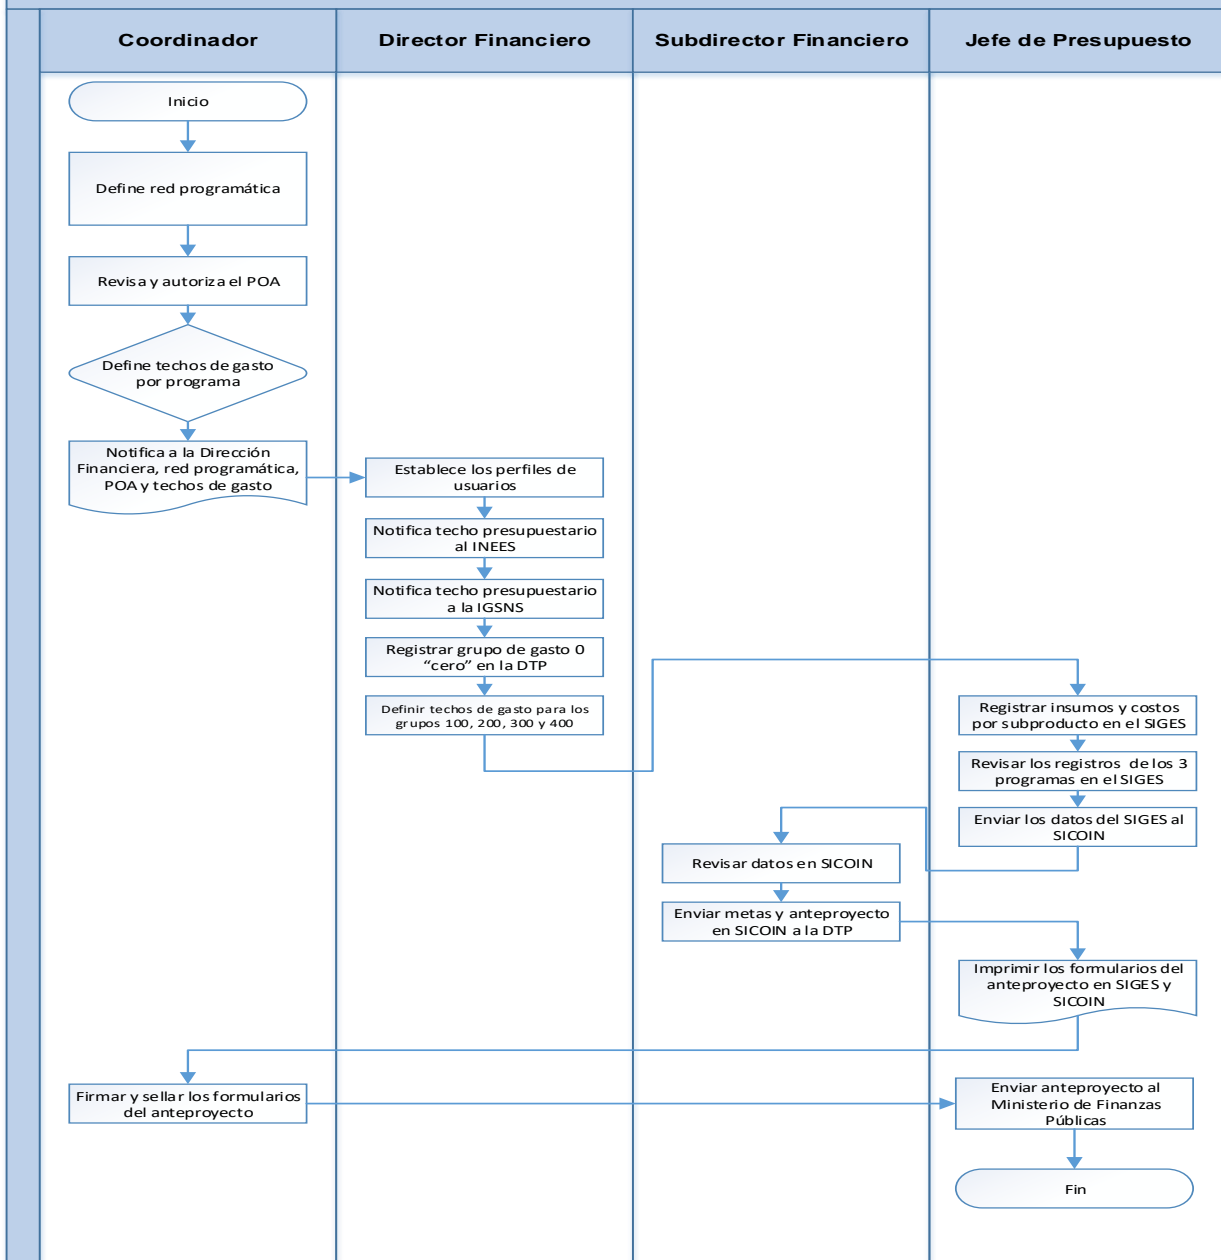 Coordinador
Director Financiero
Subdirector Financiero
Jefe de Presupuesto
Inicio
Define red programática
Revisa y autoriza el POA
Define techos de gasto
por programa
Notifica a la Dirección
Financiera, red programática,
POA y techos de gasto
Establece los perfiles de
usuarios
Notifica techo presupuestario
al INEES
Notifica techo presupuestario
a la IGSNS
Registrar grupo de gasto 0
“cero” en la DTP
Definir techos de gasto para los
grupos 100, 200, 300 y 400
Registrar insumos y costos
por subproducto en el SIGES
Revisar los registros de los 3
programas en el SIGES
Enviar los datos del SIGES al
SICOIN
Revisar datos en SICOIN
Enviar metas y anteproyecto
en SICOIN a la DTP
Imprimir los formularios del
anteproyecto en SIGES y
SICOIN
Firmar y sellar los formularios
del anteproyecto
Enviar anteproyecto al
Ministerio de Finanzas
Públicas
Fin